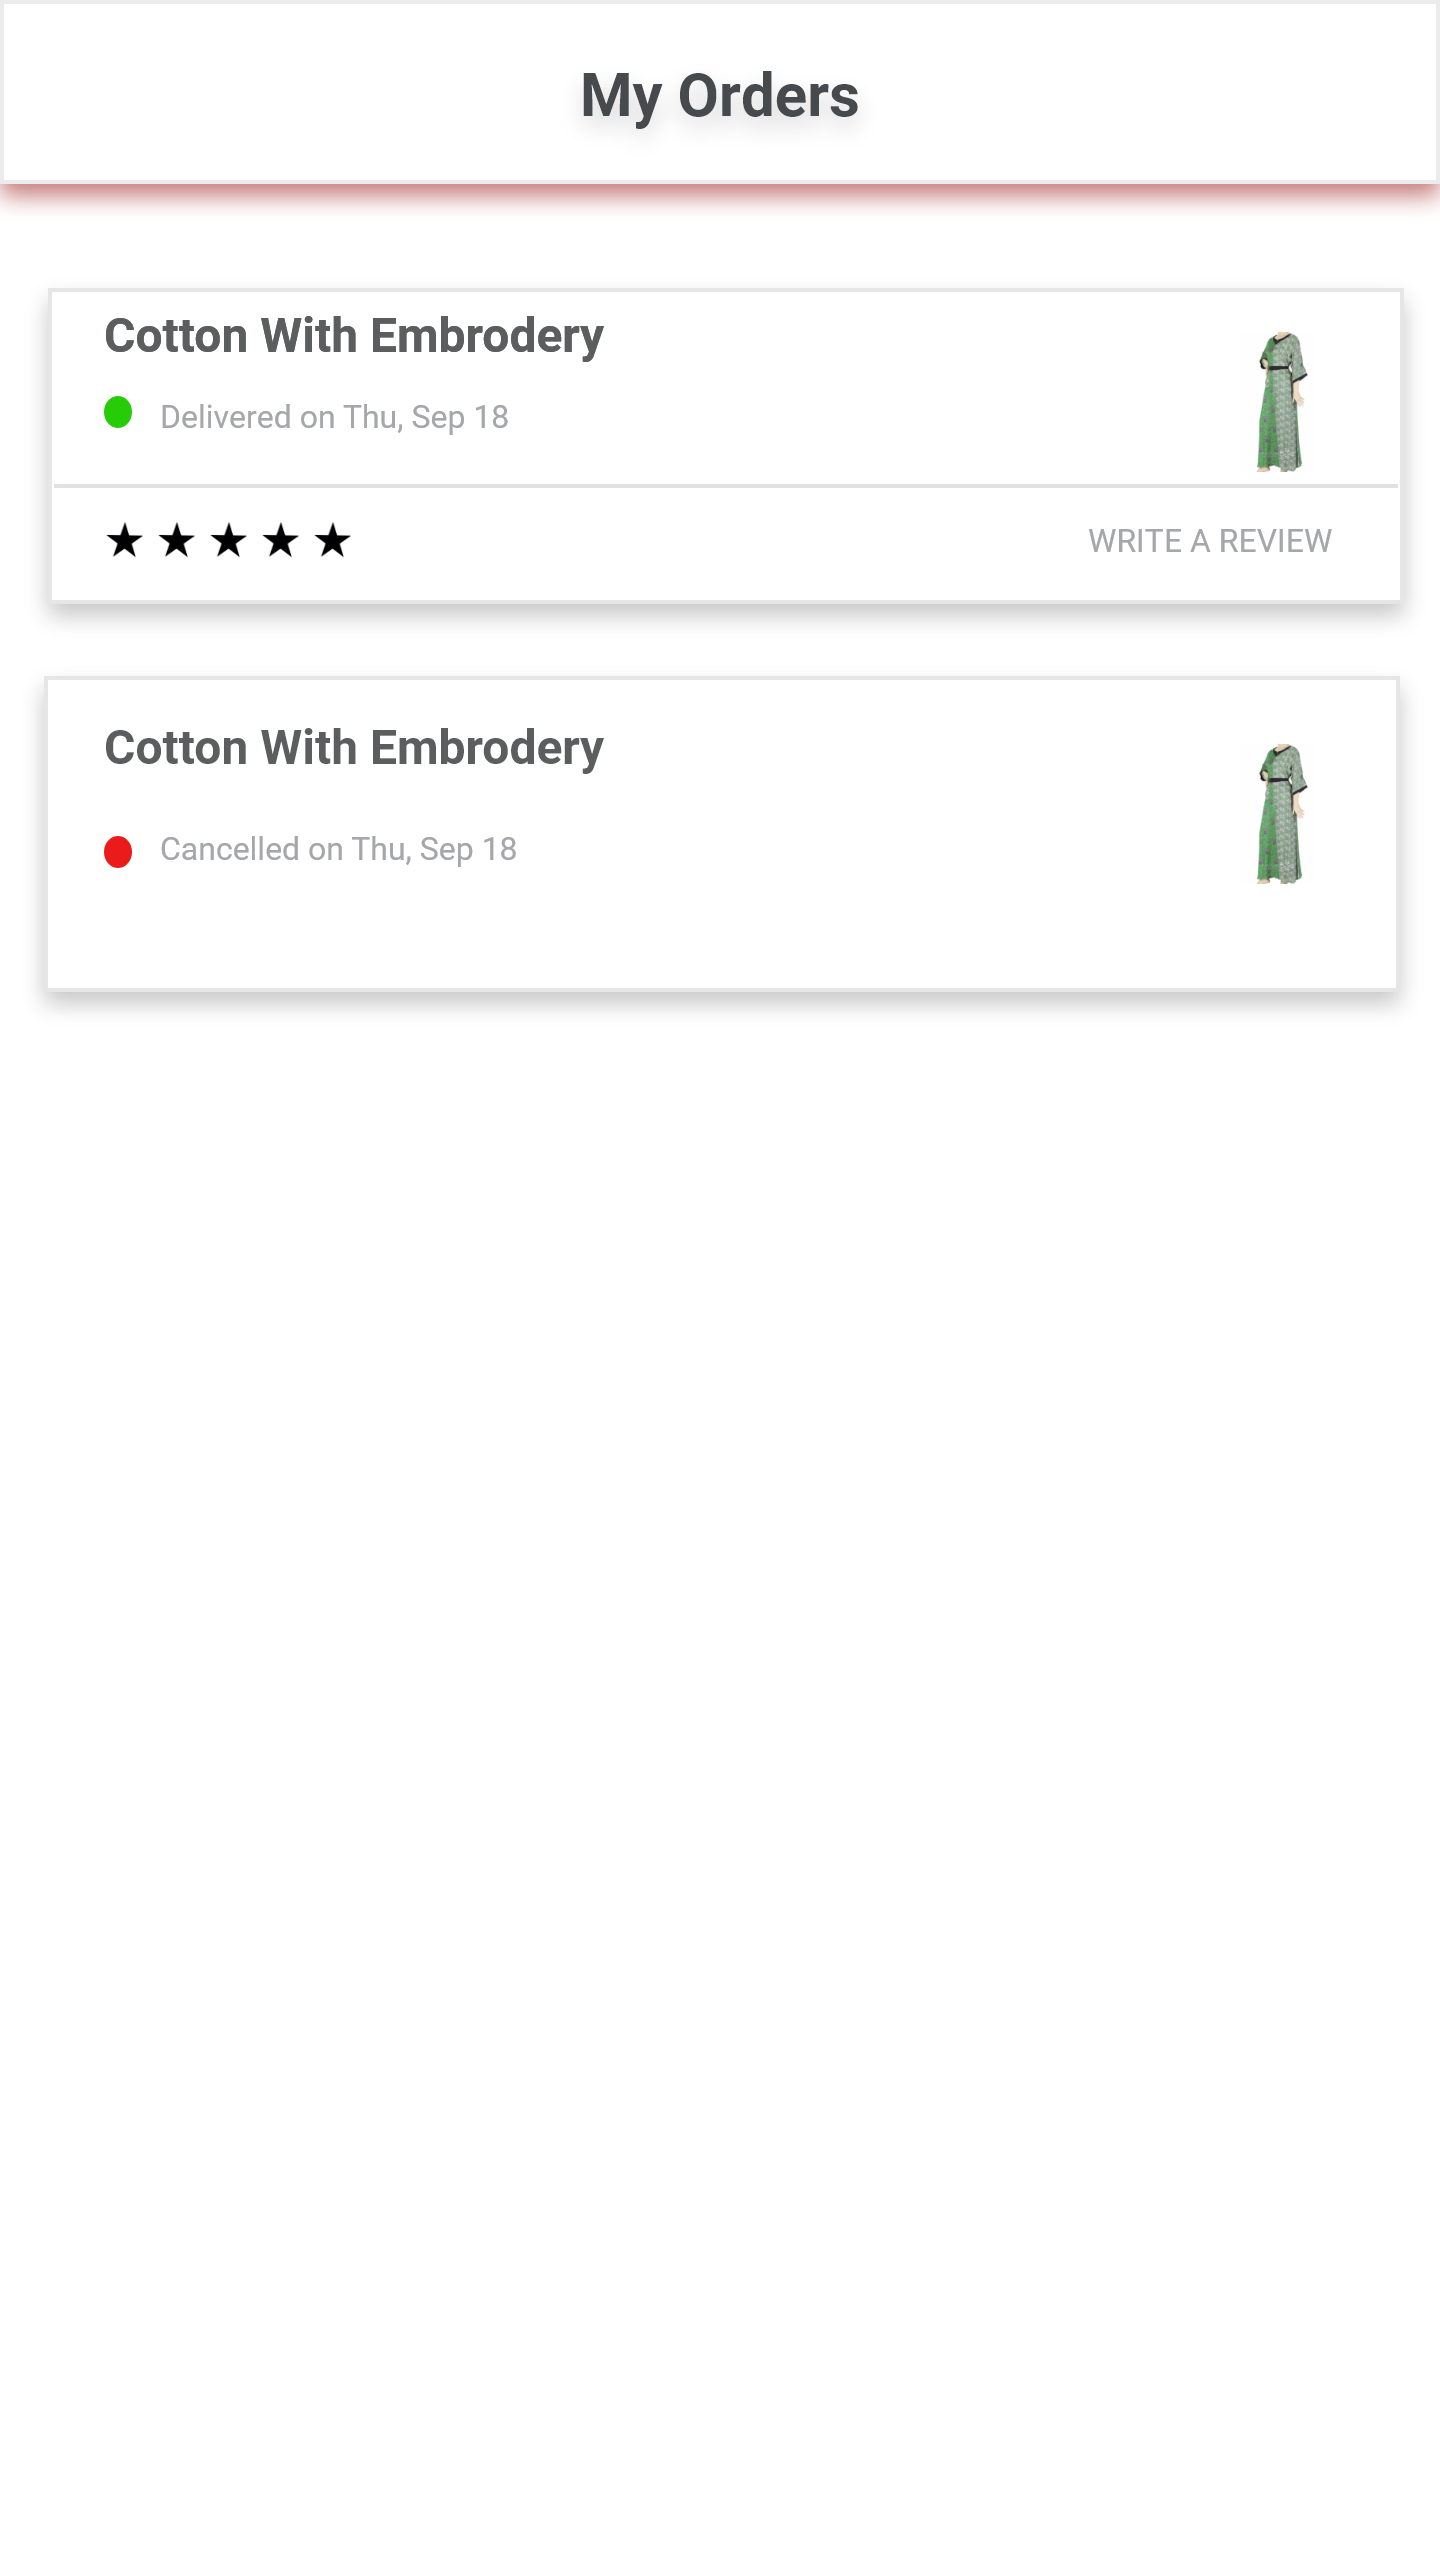 My Orders
Cotton With Embrodery
Delivered on Thu, Sep 18
★ ★ ★ ★ ★ WRITE A REVIEW
Cotton With Embrodery
Cancelled on Thu, Sep 18